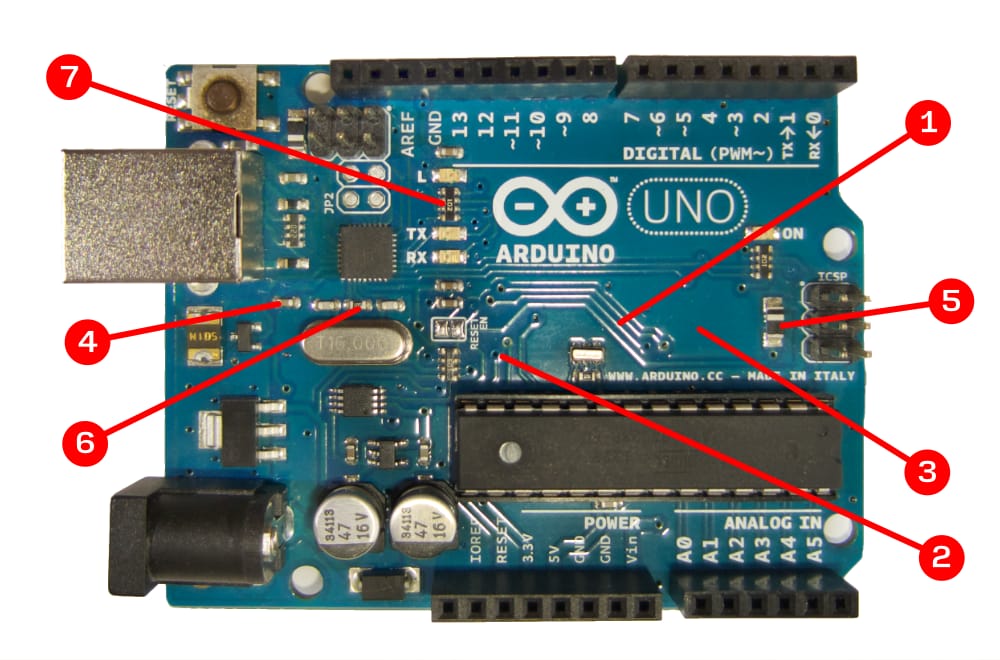 7
1
RESET
AREF
GND
13
12
~11
~10
~9
8
7
~6
~5
4
~3
2
TX→1
RX←0
DIGITAL (PWM~)
L
JP2
TX
RX
™
UNO
ARDUINO
ON
ICSP
5
4
RESET
EN
WWW.ARDUINO.CC — MADE IN ITALY
6
3
34113
47
16V
34113
47
16V
IOREF
RESET
3.3V
5V
GND
GND
Vin
POWER
ANALOG IN
A0
A1
A2
A3
A4
A5
2